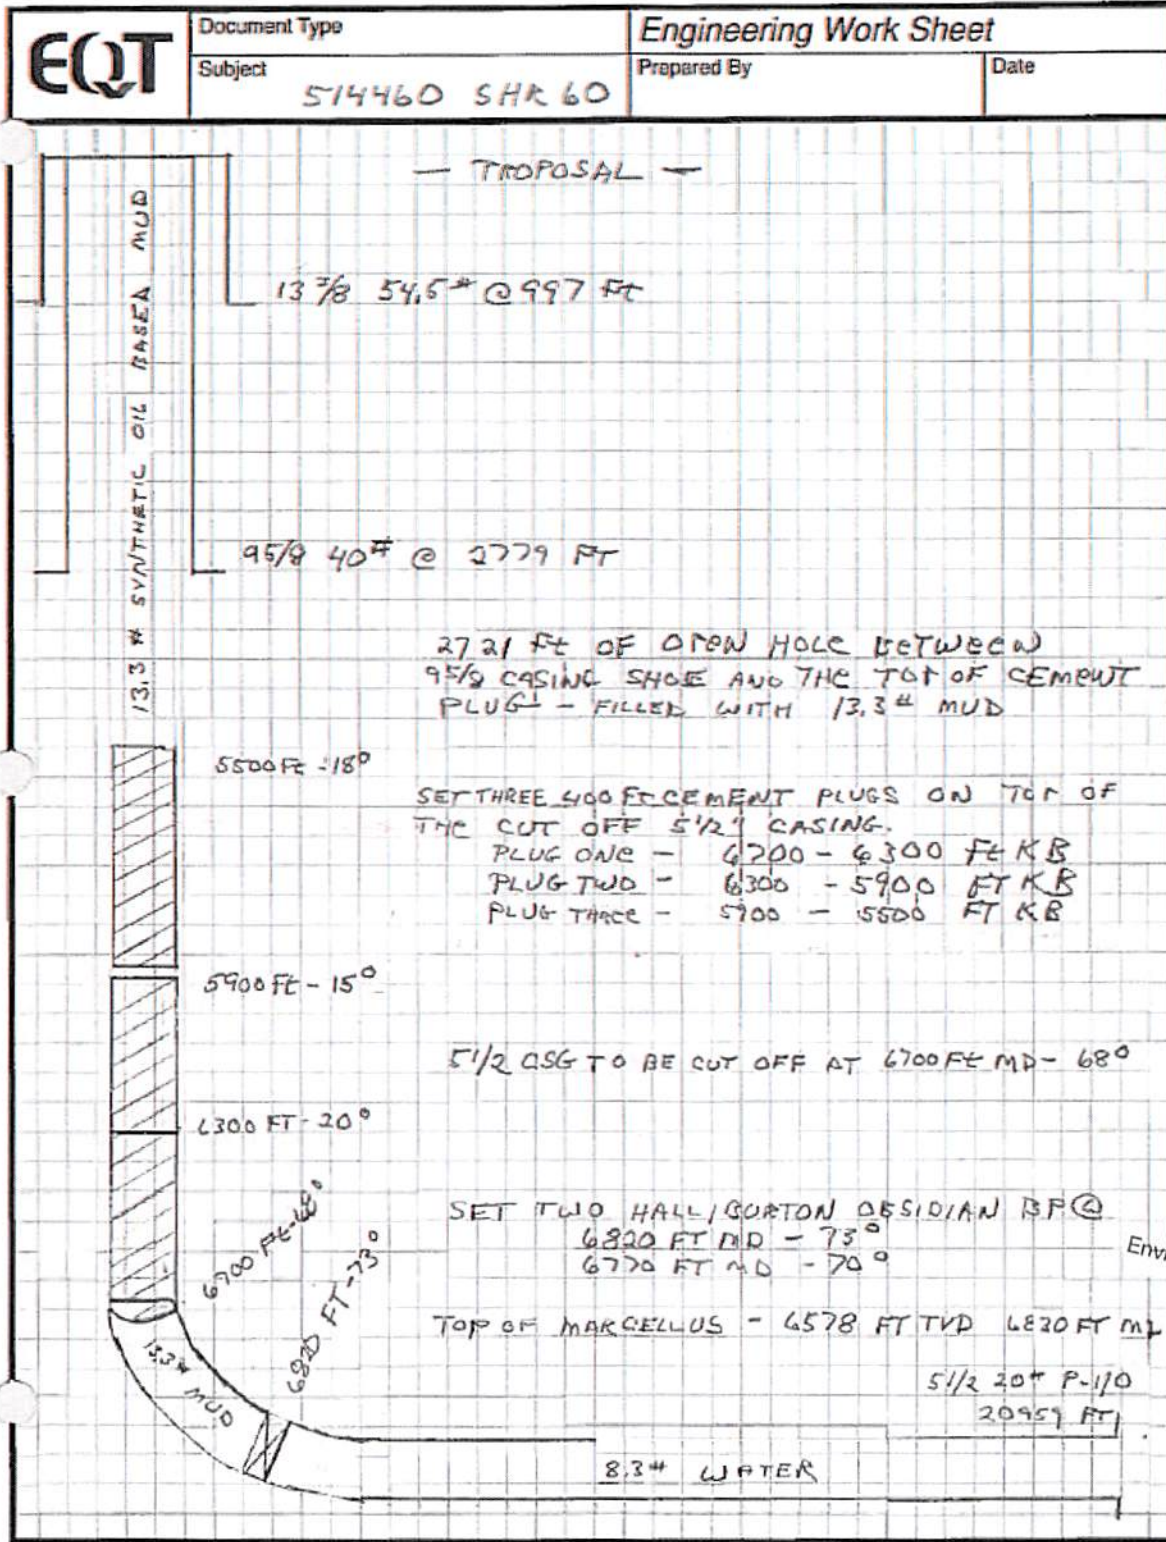 EQT
Document Type
Engineering Work Sheet
Subject
514460 SHR 60
Prepared By
Date
— PROPOSAL —
13.3 # SYNTHETIC OIL BASED MUD
13 3/8 54.5# @ 997 Ft
95/8 40# @ 2779 FT
2721 Ft OF OPEN HOLE BETWEEN
95/8 CASING SHOE AND THE TOP OF CEMENT
PLUG - FILLED WITH 13.3# MUD
5500 Ft - 18°
SET THREE 400 Ft CEMENT PLUGS ON TOP OF
THE CUT OFF 5 1/2" CASING.
PLUG ONE - 6700 - 6300 Ft KB
PLUG TWO - 6300 - 5900 FT KB
PLUG THREE - 5900 - 5500 FT KB
5900 Ft - 15°
5 1/2 CSG TO BE CUT OFF AT 6700 Ft MD - 68°
6300 FT - 20°
6700 Ft - 68°
6820 FT - 73°
SET TWO HALLIBURTON OBSIDIAN BP @
6820 FT MD - 73°
6770 FT MD - 70°
Envi
TOP OF MARCELLUS - 6578 FT TVD 6830 FT MD
13.3# MUD
5 1/2 20# P-110
20959 FT
8.3# WATER